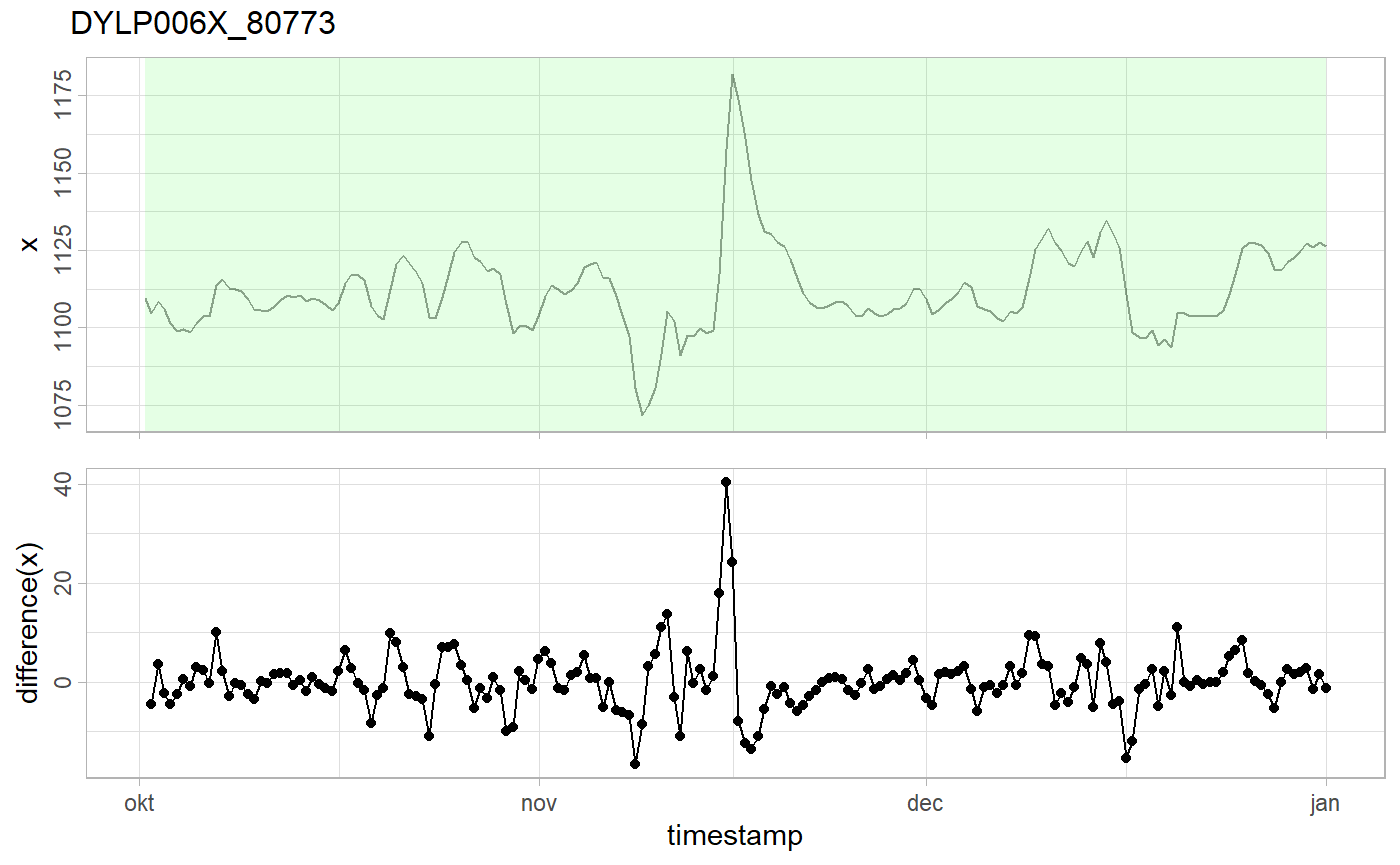 DYLP006X_80773
1175
1150
1125
1100
1075
x
40
20
0
difference(x)
okt nov dec jan
timestamp